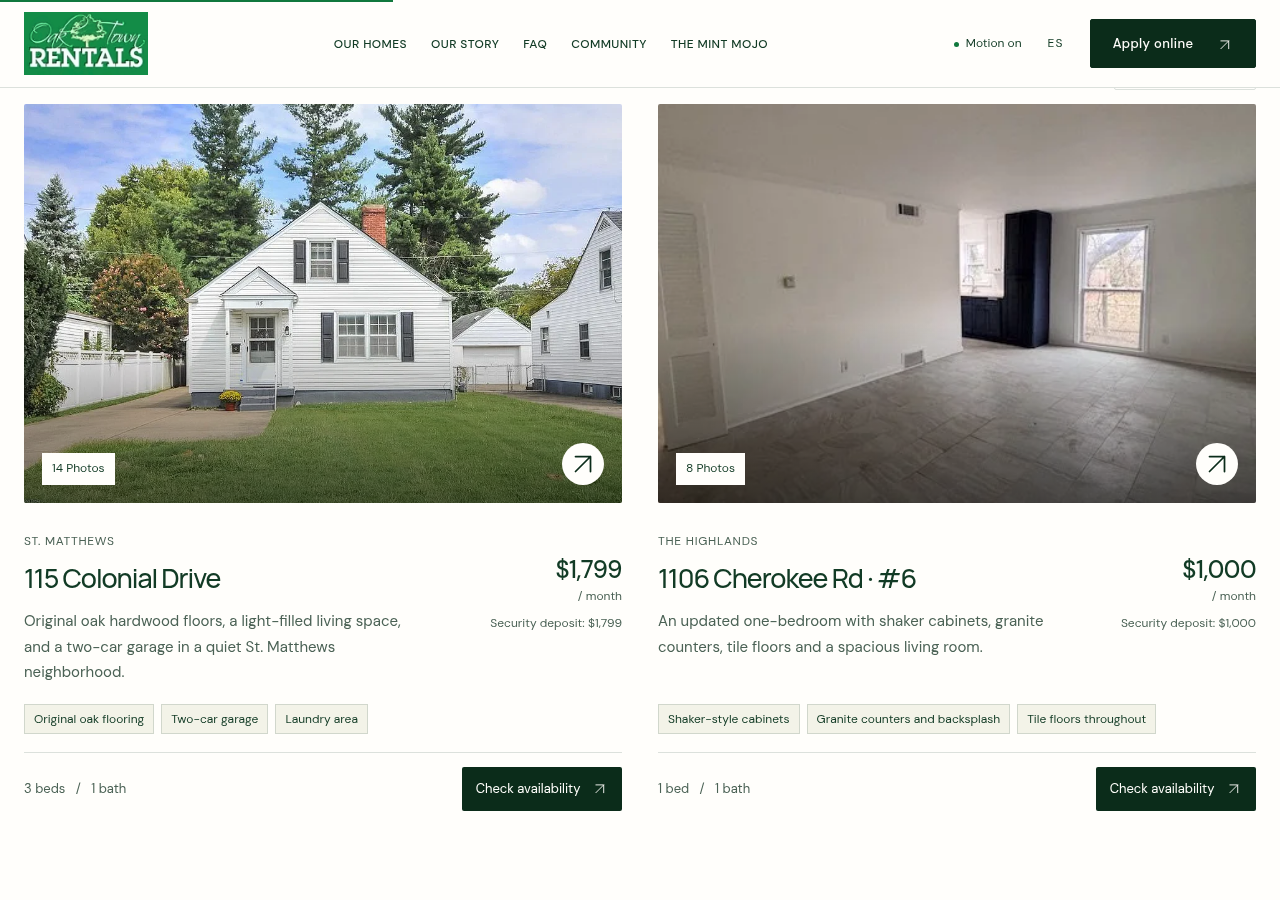 Oak Town
RENTALS
OUR HOMES
OUR STORY
FAQ
COMMUNITY
THE MINT MOJO
Motion on
ES
Apply online
115
14 Photos
8 Photos
ST. MATTHEWS
115 Colonial Drive
$1,799
/ month
Security deposit: $1,799
Original oak hardwood floors, a light-filled living space,
and a two-car garage in a quiet St. Matthews
neighborhood.
Original oak flooring
Two-car garage
Laundry area
3 beds / 1 bath
Check availability
THE HIGHLANDS
1106 Cherokee Rd · #6
$1,000
/ month
Security deposit: $1,000
An updated one-bedroom with shaker cabinets, granite
counters, tile floors and a spacious living room.
Shaker-style cabinets
Granite counters and backsplash
Tile floors throughout
1 bed / 1 bath
Check availability